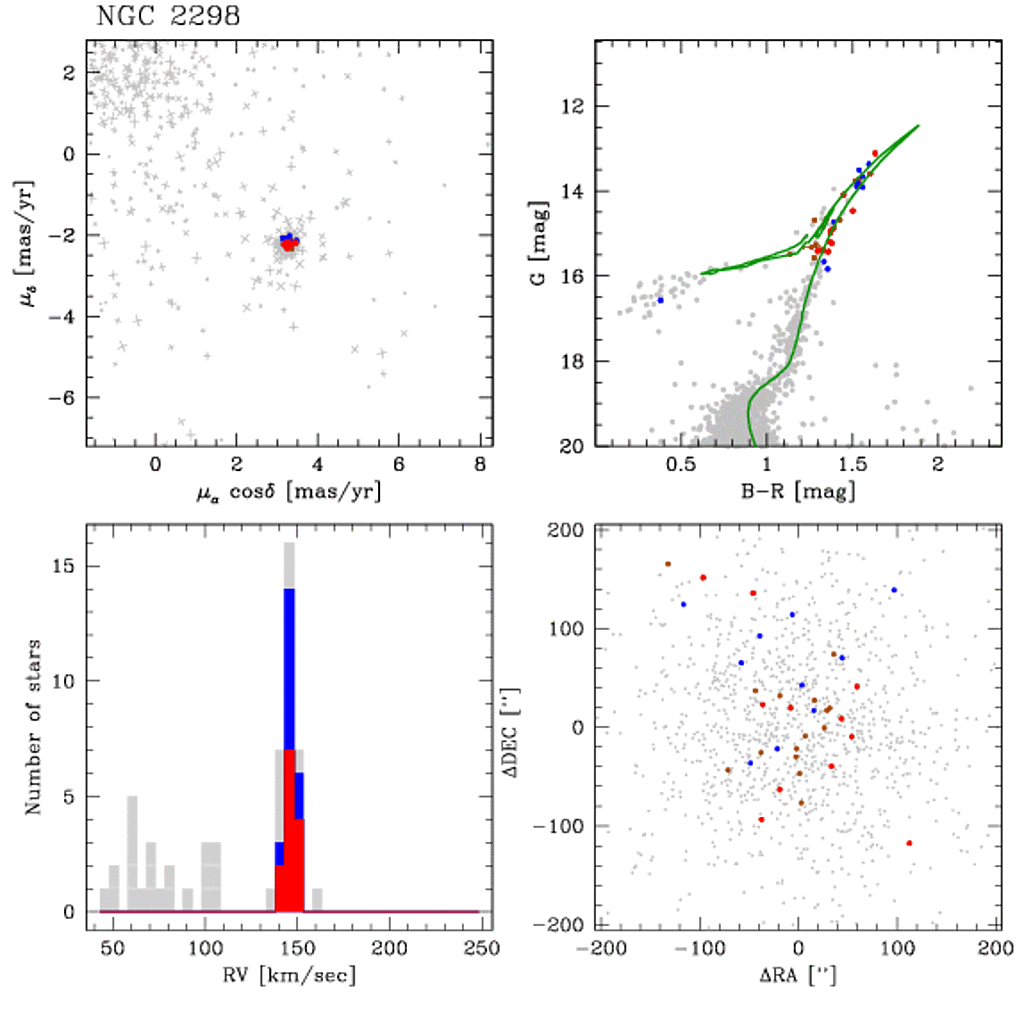 NGC 2298
2
0
−2
−4
−6
μδ [mas/yr]
0 2 4 6 8
μα cosδ [mas/yr]
12
14
16
18
20
G [mag]
0.5 1 1.5 2
B−R [mag]
15
10
5
0
Number of stars
50 100 150 200 250
RV [km/sec]
200
100
0
−100
−200
ΔDEC ["]
−200 −100 0 100 200
ΔRA ["]